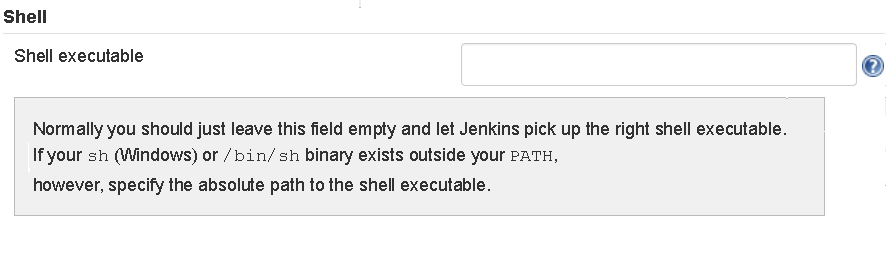 Shell
Shell executable
?
Normally you should just leave this field empty and let Jenkins pick up the right shell executable.
If your sh (Windows) or /bin/sh binary exists outside your PATH,
however, specify the absolute path to the shell executable.